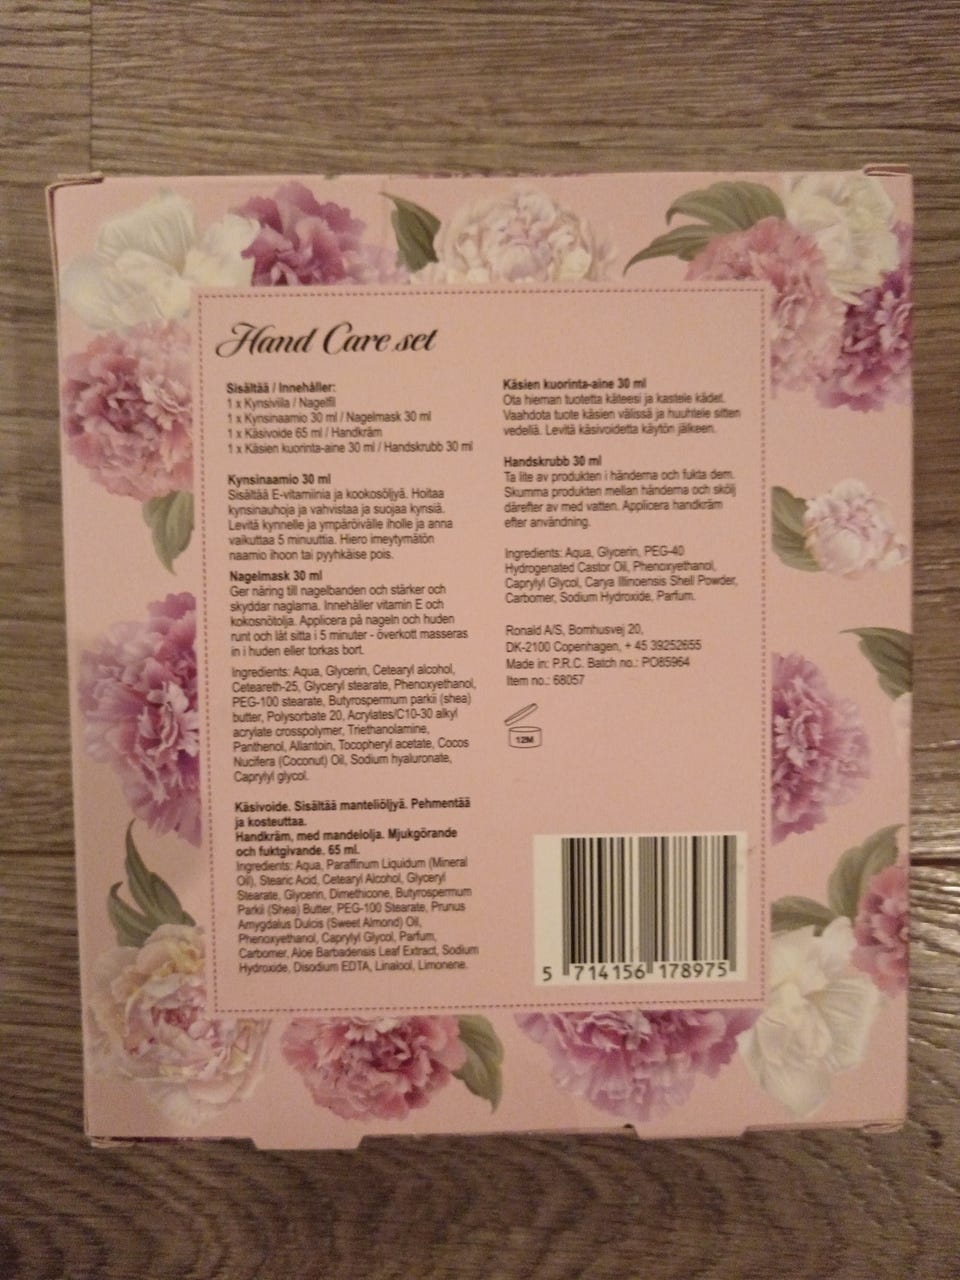 Hand Care set
Sisältää / Innehåller:
1 x Kynsiviila / Nagelfil
1 x Kynsinaamio 30 ml / Nagelmask 30 ml
1 x Käsivoide 65 ml / Handkräm
1 x Käsien kuorinta-aine 30 ml / Handskrubb 30 ml
Kynsinaamio 30 ml
Sisältää E-vitamiinia ja kookosöljyä. Hoitaa
kynsinauhoja ja vahvistaa ja suojaa kynsiä.
Levitä kynnelle ja ympäröivälle iholle ja anna
vaikuttaa 5 minuuttia. Hiero imeytymätön
naamio ihoon tai pyyhkäise pois.
Nagelmask 30 ml
Ger näring till nagelbanden och stärker och
skyddar naglarna. Innehåller vitamin E och
kokosnötolja. Applicera på nageln och huden
runt och låt sitta i 5 minuter - överkott masseras
in i huden eller torkas bort.
Ingredients: Aqua, Glycerin, Cetearyl alcohol,
Ceteareth-25, Glyceryl stearate, Phenoxyethanol,
PEG-100 stearate, Butyrospermum parkii (shea)
butter, Polysorbate 20, Acrylates/C10-30 alkyl
acrylate crosspolymer, Triethanolamine,
Panthenol, Allantoin, Tocopheryl acetate, Cocos
Nucifera (Coconut) Oil, Sodium hyaluronate,
Caprylyl glycol.
Käsivoide. Sisältää manteliöljyä. Pehmentää
ja kosteuttaa.
Handkräm, med mandelolja. Mjukgörande
och fuktgivande. 65 ml.
Ingredients: Aqua, Paraffinum Liquidum (Mineral
Oil), Stearic Acid, Cetearyl Alcohol, Glyceryl
Stearate, Glycerin, Dimethicone, Butyrospermum
Parkii (Shea) Butter, PEG-100 Stearate, Prunus
Amygdalus Dulcis (Sweet Almond) Oil,
Phenoxyethanol, Caprylyl Glycol, Parfum,
Carbomer, Aloe Barbadensis Leaf Extract, Sodium
Hydroxide, Disodium EDTA, Linalool, Limonene.
Käsien kuorinta-aine 30 ml
Ota hieman tuotetta käteesi ja kastele kädet.
Vaahdota tuote käsien välissä ja huuhtele sitten
vedellä. Levitä käsivoidetta käytön jälkeen.
Handskrubb 30 ml
Ta lite av produkten i händerna och fukta dem.
Skumma produkten mellan händerna och skölj
därefter av med vatten. Applicera handkräm
efter användning.
Ingredients: Aqua, Glycerin, PEG-40
Hydrogenated Castor Oil, Phenoxyethanol,
Caprylyl Glycol, Carya Illinoensis Shell Powder,
Carbomer, Sodium Hydroxide, Parfum.
Ronald A/S, Bomhusvej 20,
DK-2100 Copenhagen, + 45 39252655
Made in: P.R.C. Batch no.: PO85964
Item no.: 68057
12M
5 714156 178975